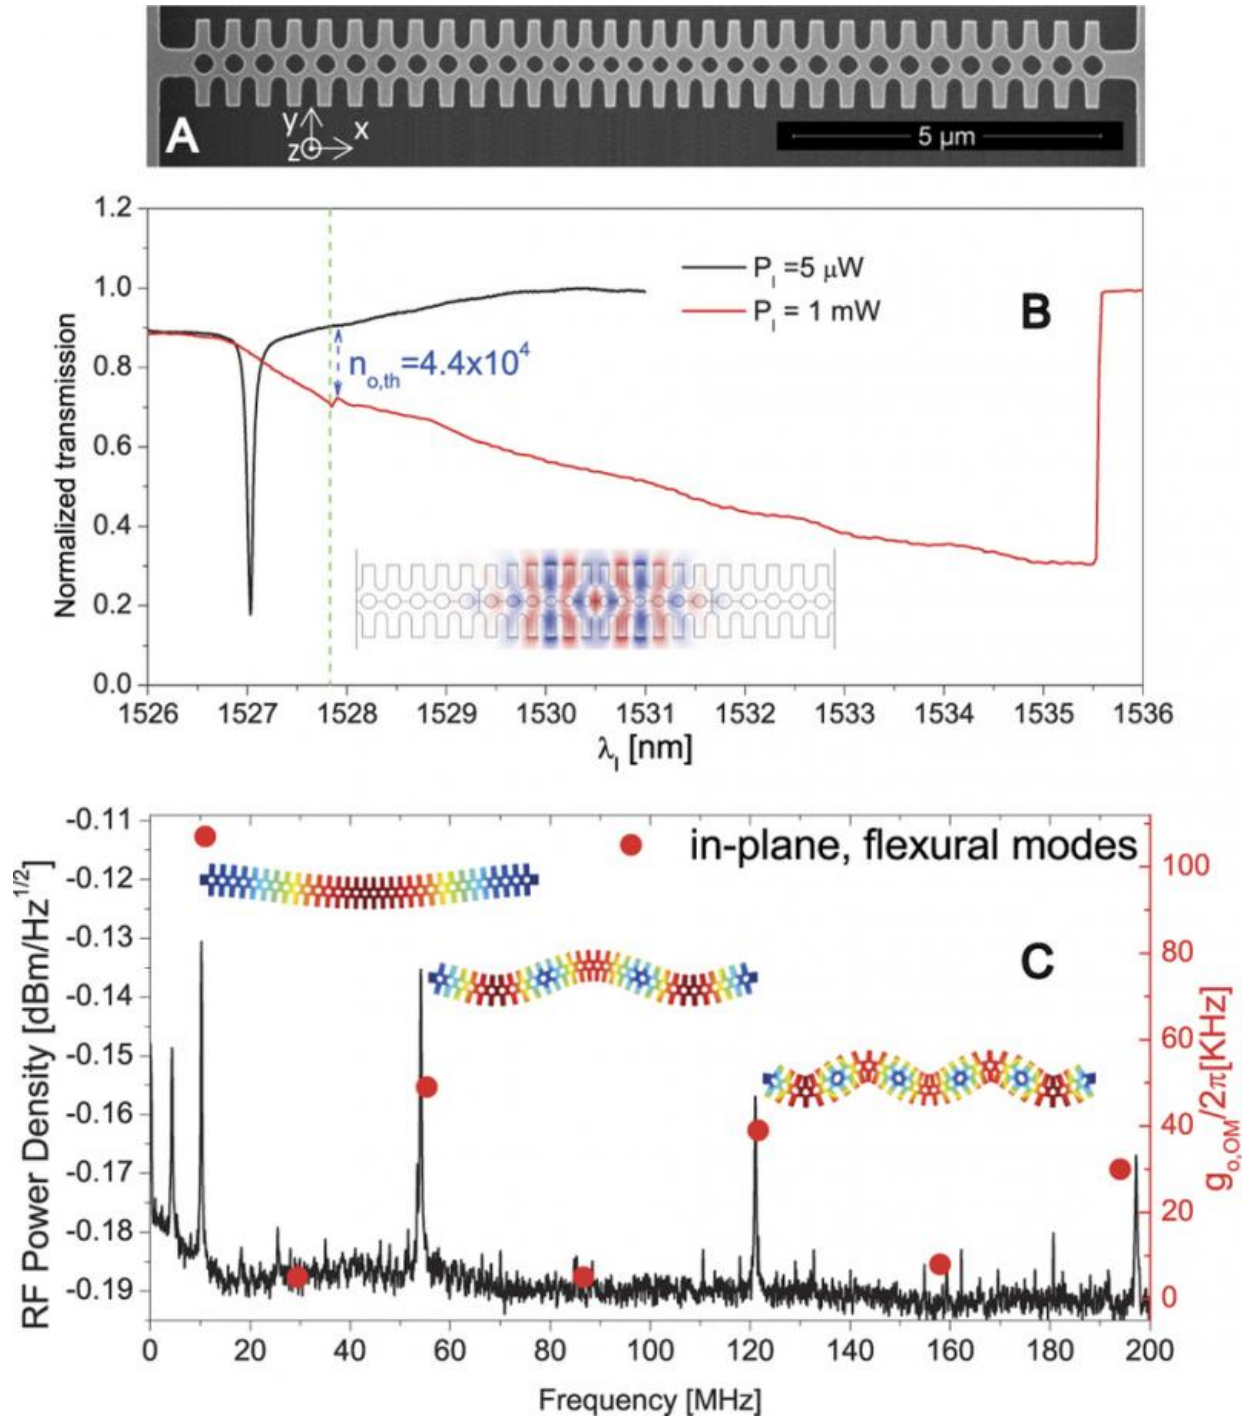 A
y
z
x
5 μm
1.2
1.0
0.8
0.6
0.4
0.2
0.0
Normalized transmission
P_l =5 μW
P_l = 1 mW
B
n_{o,th}=4.4x10^4
1526 1527 1528 1529 1530 1531 1532 1533 1534 1535 1536
λ_l [nm]
-0.11
-0.12
-0.13
-0.14
-0.15
-0.16
-0.17
-0.18
-0.19
RF Power Density [dBm/Hz^{1/2}]
in-plane, flexural modes
C
100
80
60
40
20
0
g_{o,OM}/2π[KHz]
0 20 40 60 80 100 120 140 160 180 200
Frequency [MHz]